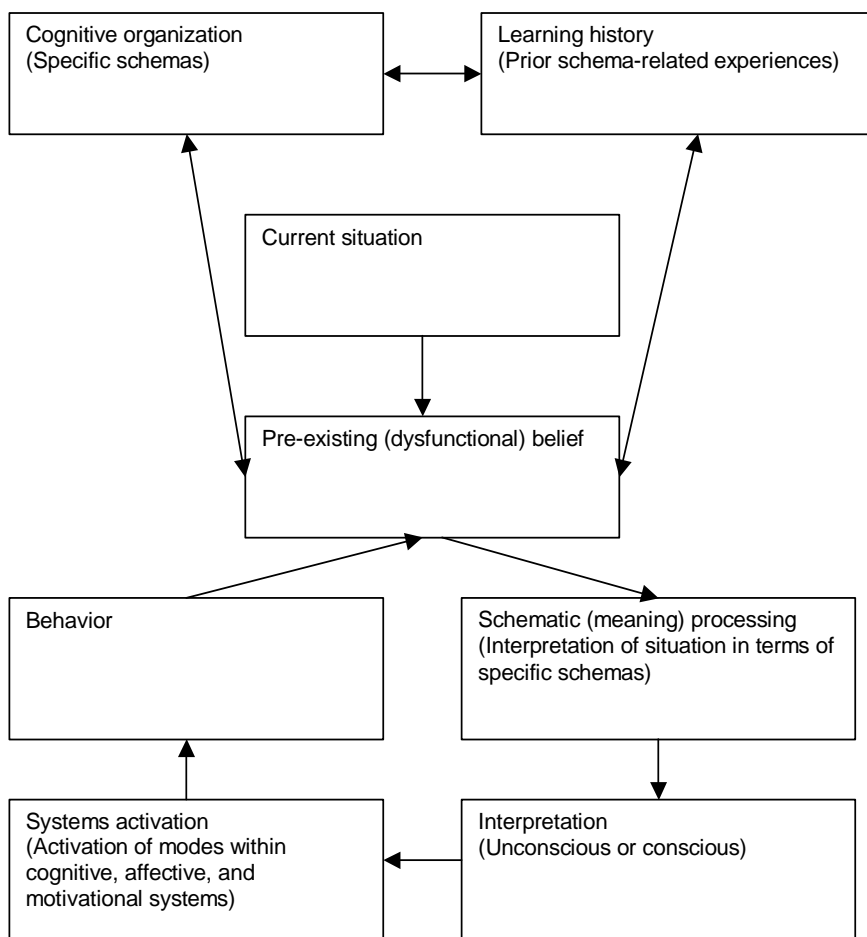 Cognitive organization
(Specific schemas)
Learning history
(Prior schema-related experiences)
Current situation
Pre-existing (dysfunctional) belief
Behavior
Schematic (meaning) processing
(Interpretation of situation in terms of
specific schemas)
Systems activation
(Activation of modes within
cognitive, affective, and
motivational systems)
Interpretation
(Unconscious or conscious)